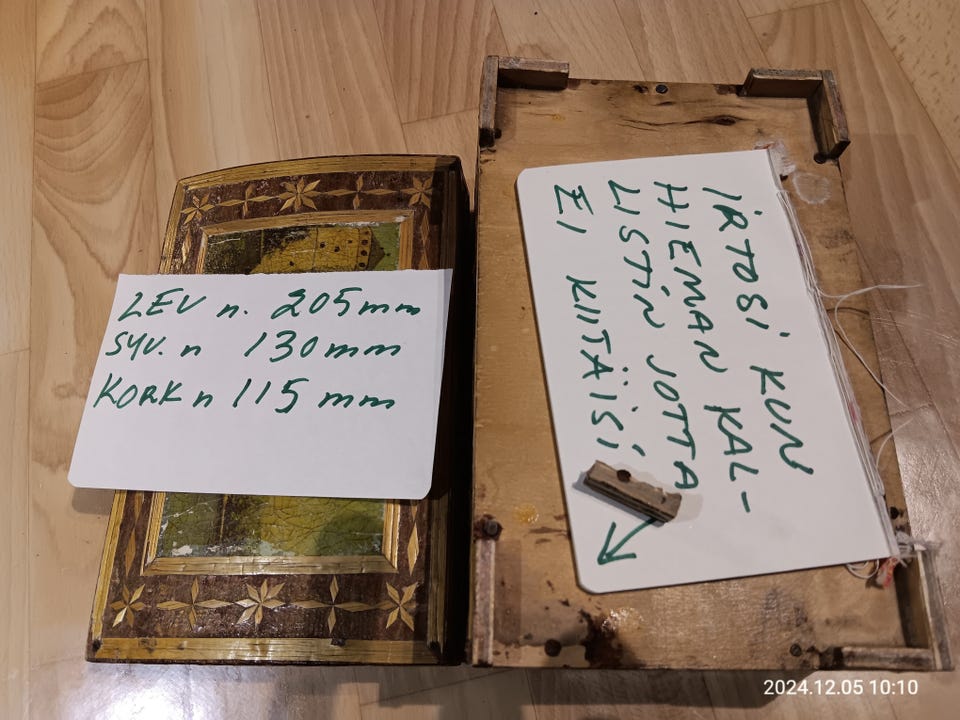 LEV n. 205mm
SYV. n 130mm
KORK n 115 mm
IRTOSI KUN
HIEMAN KAL-
LISTIN JOTTA
EI KIITÄISI
2024.12.05 10:10